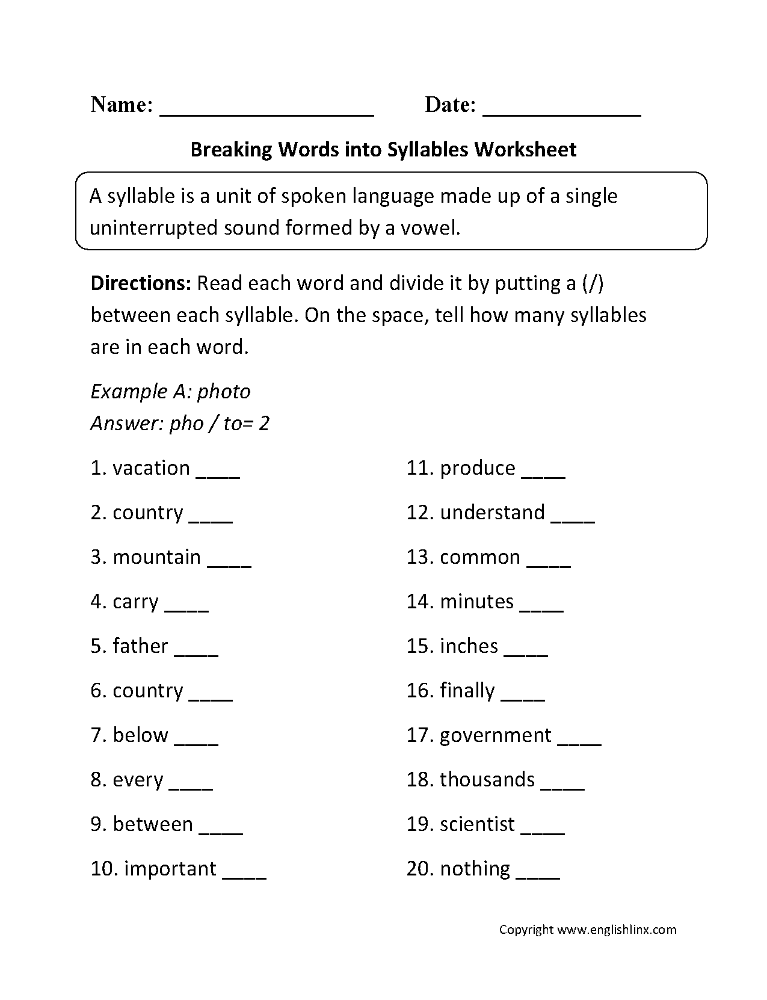 Name: ___________________ Date: ______________
Breaking Words into Syllables Worksheet
A syllable is a unit of spoken language made up of a single
uninterrupted sound formed by a vowel.
Directions: Read each word and divide it by putting a (/)
between each syllable. On the space, tell how many syllables
are in each word.
Example A: photo
Answer: pho / to= 2
1. vacation ____
2. country ____
3. mountain ____
4. carry ____
5. father ____
6. country ____
7. below ____
8. every ____
9. between ____
10. important ____
11. produce ____
12. understand ____
13. common ____
14. minutes ____
15. inches ____
16. finally ____
17. government ____
18. thousands ____
19. scientist ____
20. nothing ____
Copyright www.englishlinx.com